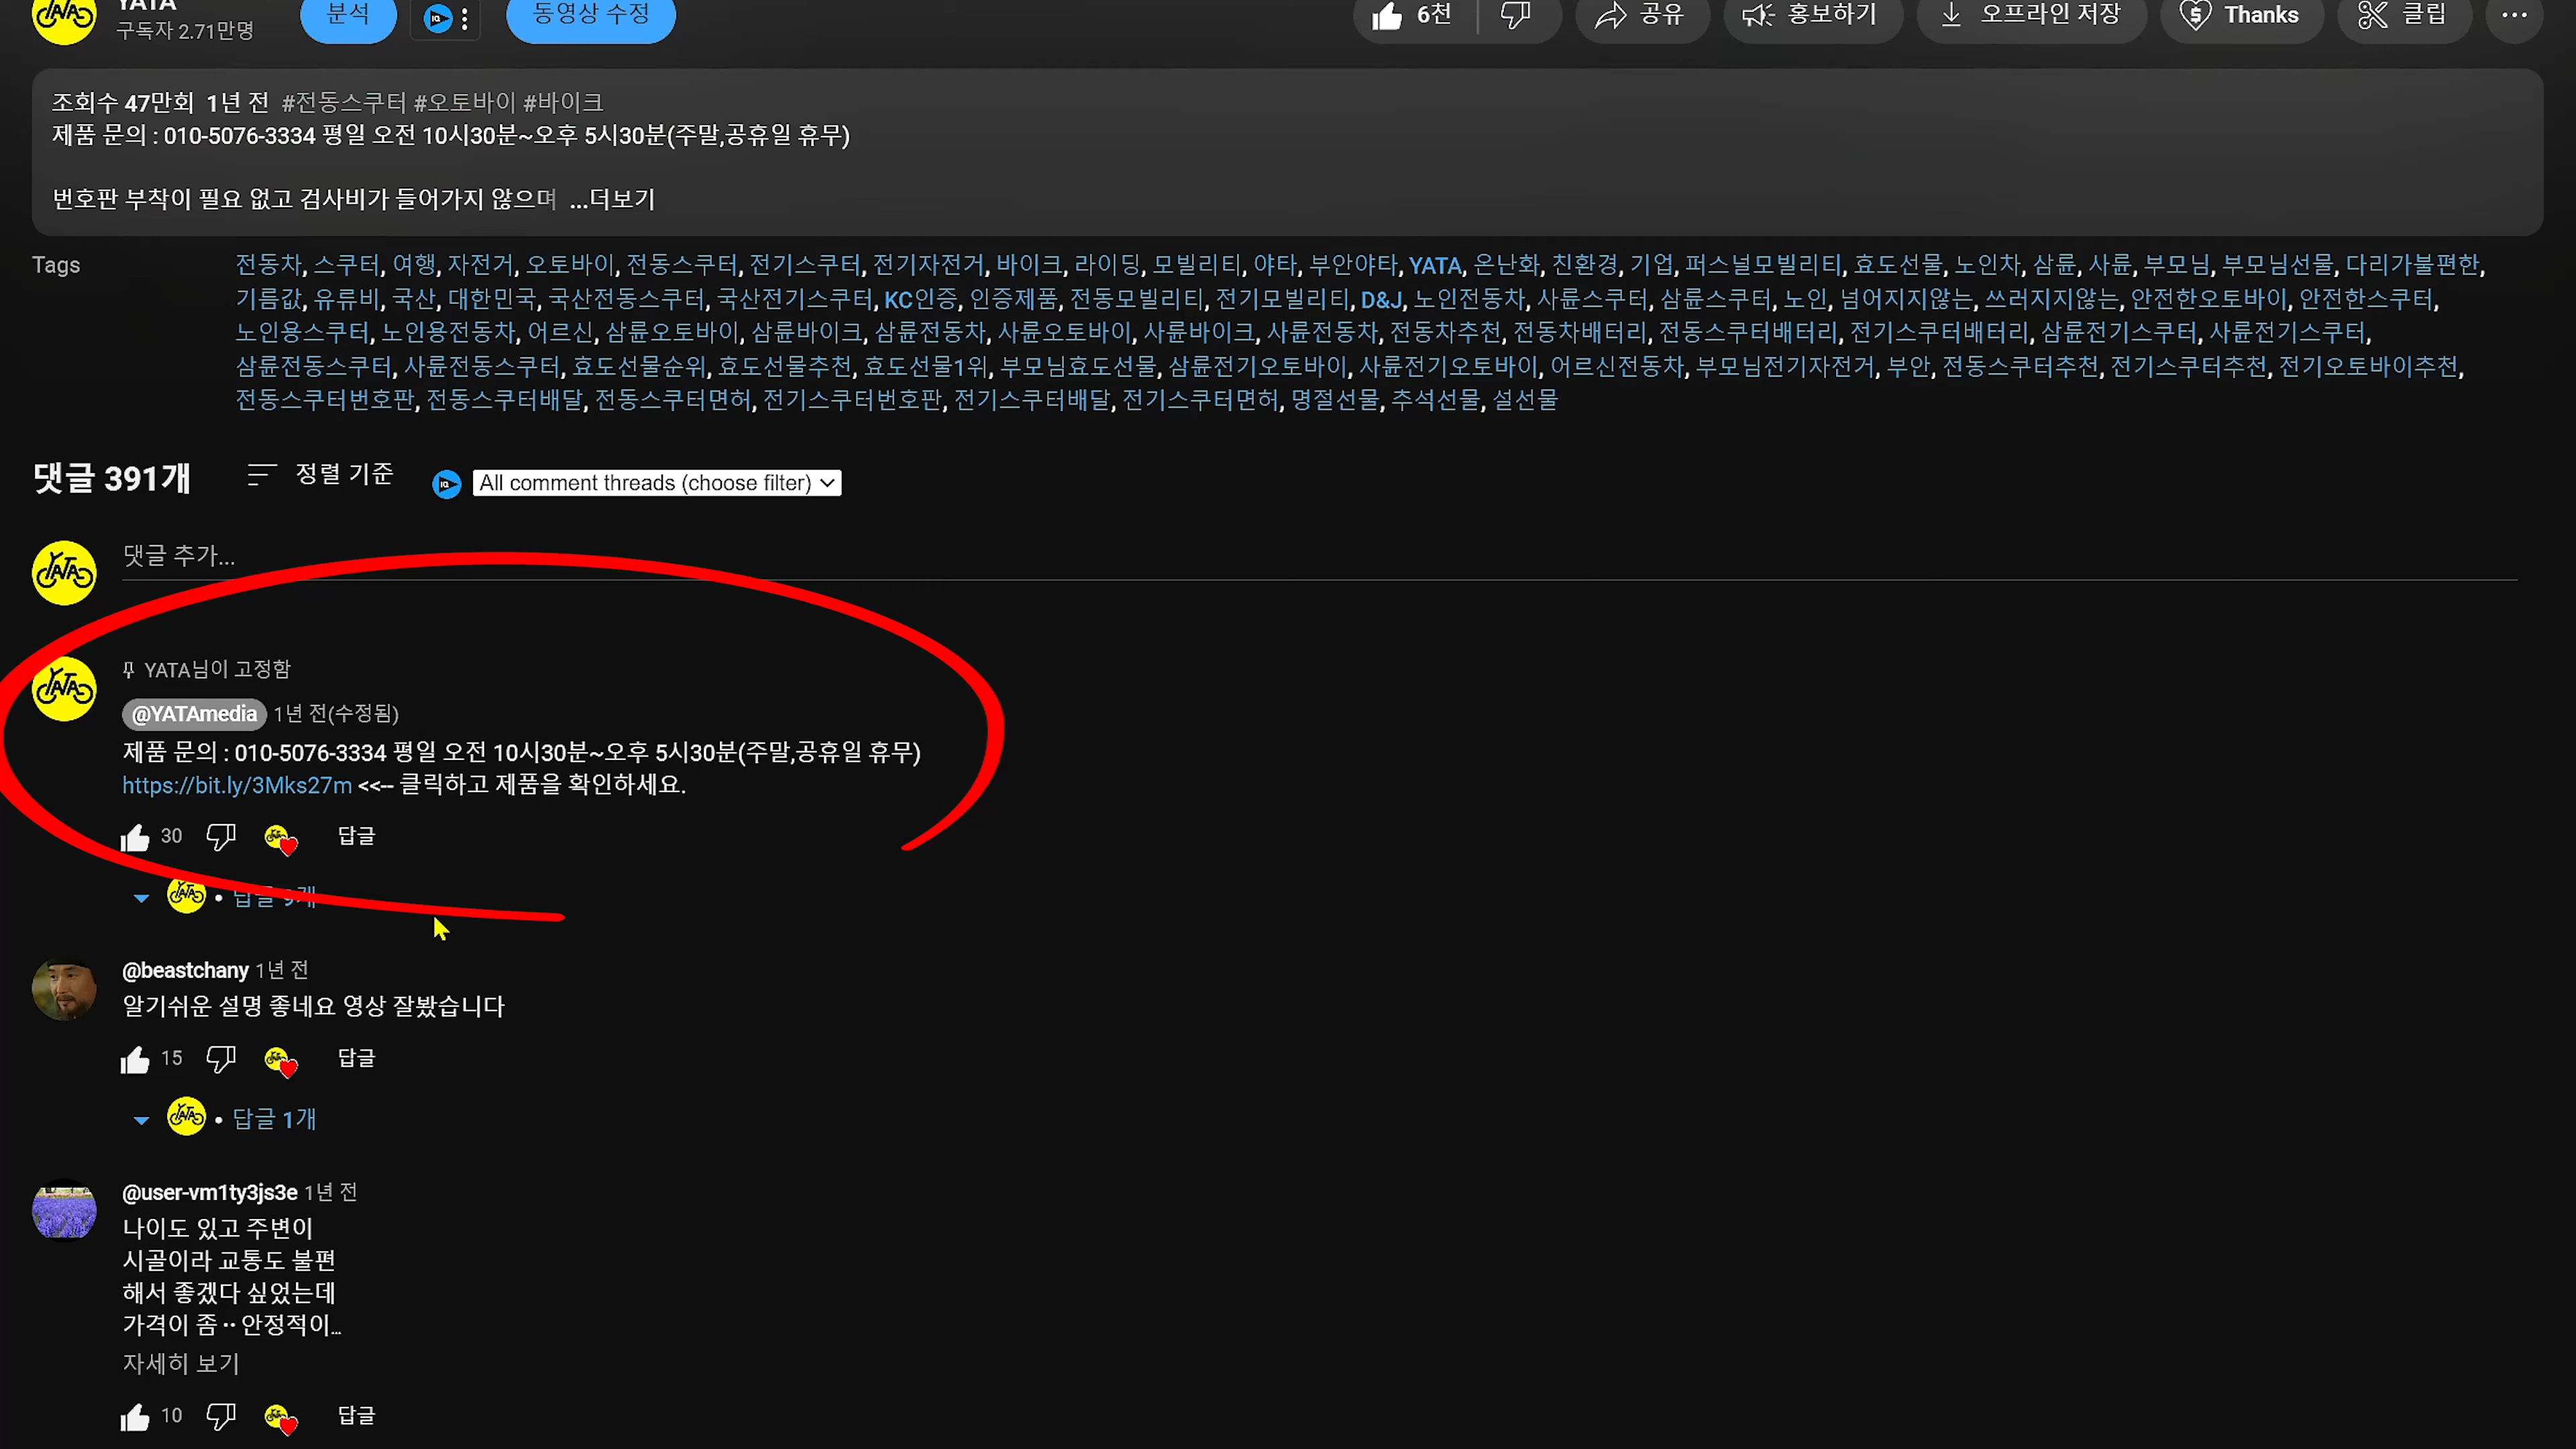 YATA
구독자 2.71만명
분석
동영상 수정
6천
공유
홍보하기
오프라인 저장
Thanks
클립
조회수 47만회 1년 전 #전동스쿠터 #오토바이 #바이크
제품 문의 : 010-5076-3334 평일 오전 10시30분~오후 5시30분(주말,공휴일 휴무)
번호판 부착이 필요 없고 검사비가 들어가지 않으며 ...더보기
Tags
전동차, 스쿠터, 여행, 자전거, 오토바이, 전동스쿠터, 전기스쿠터, 전기자전거, 바이크, 라이딩, 모빌리티, 야타, 부안야타, YATA, 온난화, 친환경, 기업, 퍼스널모빌리티, 효도선물, 노인차, 삼륜, 사륜, 부모님, 부모님선물, 다리가불편한,
기름값, 유류비, 국산, 대한민국, 국산전동스쿠터, 국산전기스쿠터, KC인증, 인증제품, 전동모빌리티, 전기모빌리티, D&J, 노인전동차, 사륜스쿠터, 삼륜스쿠터, 노인, 넘어지지않는, 쓰러지지않는, 안전한오토바이, 안전한스쿠터,
노인용스쿠터, 노인용전동차, 어르신, 삼륜오토바이, 삼륜바이크, 삼륜전동차, 사륜오토바이, 사륜바이크, 사륜전동차, 전동차추천, 전동차배터리, 전동스쿠터배터리, 전기스쿠터배터리, 삼륜전기스쿠터, 사륜전기스쿠터,
삼륜전동스쿠터, 사륜전동스쿠터, 효도선물순위, 효도선물추천, 효도선물1위, 부모님효도선물, 삼륜전기오토바이, 사륜전기오토바이, 어르신전동차, 부모님전기자전거, 부안, 전동스쿠터추천, 전기스쿠터추천, 전기오토바이추천,
전동스쿠터번호판, 전동스쿠터배달, 전동스쿠터면허, 전기스쿠터번호판, 전기스쿠터배달, 전기스쿠터면허, 명절선물, 추석선물, 설선물
댓글 391개
정렬 기준
All comment threads (choose filter)
댓글 추가...
YATA님이 고정함
@YATAmedia 1년 전(수정됨)
제품 문의 : 010-5076-3334 평일 오전 10시30분~오후 5시30분(주말,공휴일 휴무)
https://bit.ly/3Mks27m <<-- 클릭하고 제품을 확인하세요.
30
답글
답글 9개
@beastchany 1년 전
알기쉬운 설명 좋네요 영상 잘봤습니다
15
답글
답글 1개
@user-vm1ty3js3e 1년 전
나이도 있고 주변이
시골이라 교통도 불편
해서 좋겠다 싶었는데
가격이 좀 •• 안정적이...
자세히 보기
10
답글